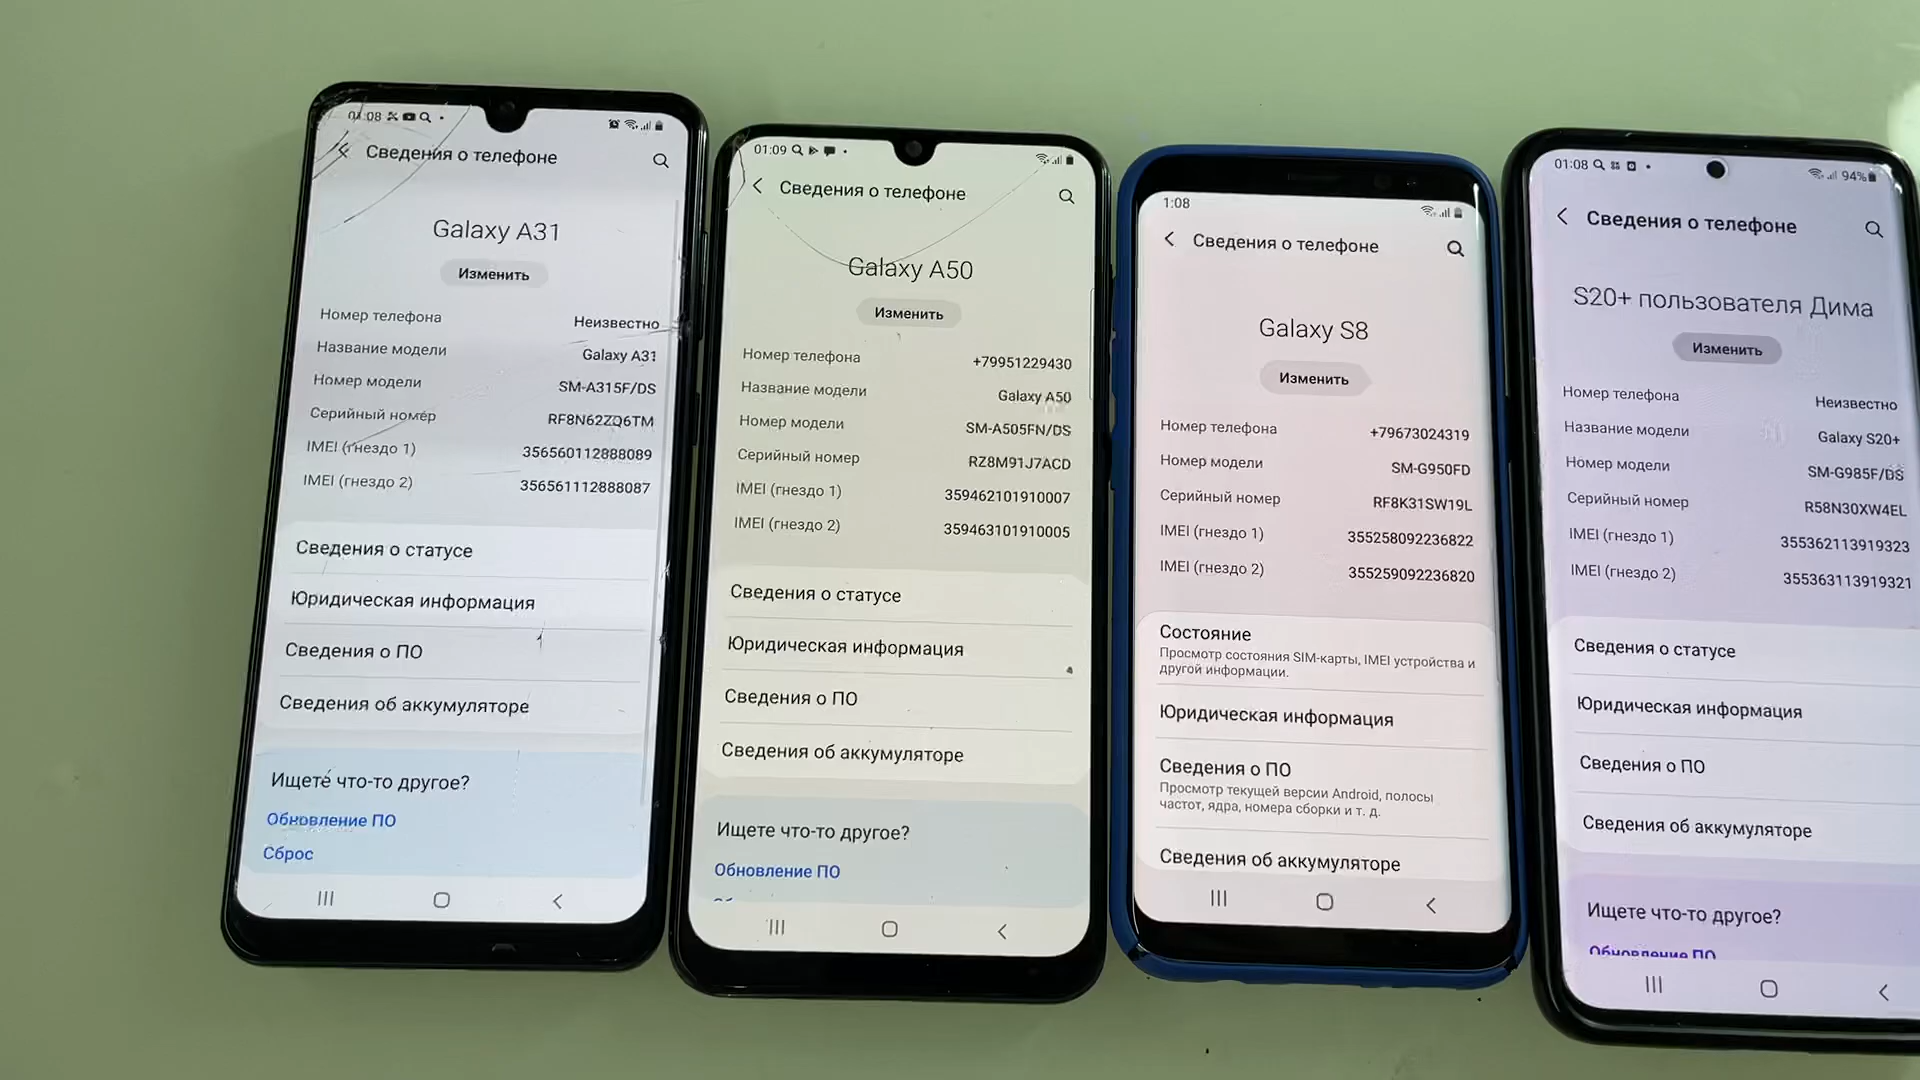 01:08
Сведения о телефоне
Galaxy A31
Изменить
Номер телефона Неизвестно
Название модели Galaxy A31
Номер модели SM-A315F/DS
Серийный номер RF8N62ZQ6TM
IMEI (гнездо 1) 356560112888089
IMEI (гнездо 2) 356561112888087
Сведения о статусе
Юридическая информация
Сведения о ПО
Сведения об аккумуляторе
Ищете что-то другое?
Обновление ПО
Сброс
01:09
Сведения о телефоне
Galaxy A50
Изменить
Номер телефона +79951229430
Название модели Galaxy A50
Номер модели SM-A505FN/DS
Серийный номер RZ8M91J7ACD
IMEI (гнездо 1) 359462101910007
IMEI (гнездо 2) 359463101910005
Сведения о статусе
Юридическая информация
Сведения о ПО
Сведения об аккумуляторе
Ищете что-то другое?
Обновление ПО
1:08
Сведения о телефоне
Galaxy S8
Изменить
Номер телефона +79673024319
Номер модели SM-G950FD
Серийный номер RF8K31SW19L
IMEI (гнездо 1) 355258092236822
IMEI (гнездо 2) 355259092236820
Состояние
Просмотр состояния SIM-карты, IMEI устройства и
другой информации.
Юридическая информация
Сведения о ПО
Просмотр текущей версии Android, полосы
частот, ядра, номера сборки и т. д.
Сведения об аккумуляторе
01:08 94%
Сведения о телефоне
S20+ пользователя Дима
Изменить
Номер телефона Неизвестно
Название модели Galaxy S20+
Номер модели SM-G985F/DS
Серийный номер R58N30XW4EL
IMEI (гнездо 1) 355362113919323
IMEI (гнездо 2) 355363113919321
Сведения о статусе
Юридическая информация
Сведения о ПО
Сведения об аккумуляторе
Ищете что-то другое?
Обновление ПО